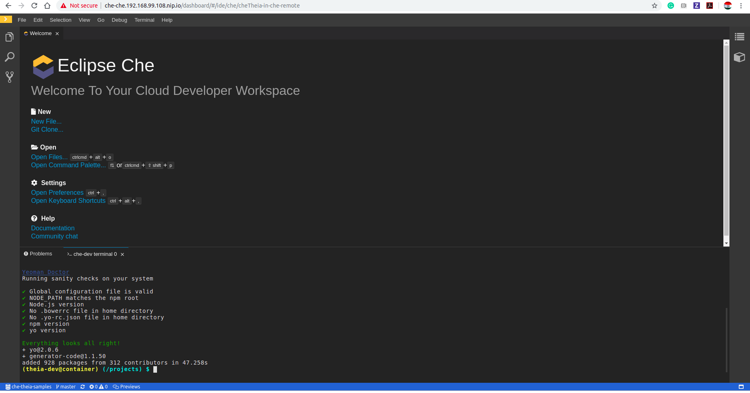 Not secure che-che.192.168.99.108.nip.io/dashboard/#/ide/che/cheTheia-in-che-remote
File Edit Selection View Go Debug Terminal Help
Welcome ×
Eclipse Che
Welcome To Your Cloud Developer Workspace
New
New File...
Git Clone...
Open
Open Files... ctrlcmd + alt + o
Open Command Palette... f1 or ctrlcmd + ⇧ shift + p
Settings
Open Preferences ctrl + ,
Open Keyboard Shortcuts ctrl + alt + ,
Help
Documentation
Community chat
Problems >_ che-dev terminal 0 ×
Yeoman Doctor
Running sanity checks on your system
✔ Global configuration file is valid
✔ NODE_PATH matches the npm root
✔ Node.js version
✔ No .bowerrc file in home directory
✔ No .yo-rc.json file in home directory
✔ npm version
✔ yo version
Everything looks all right!
+ yo@2.0.6
+ generator-code@1.1.50
added 928 packages from 312 contributors in 47.258s
(theia-dev@container) (/projects) $
che-theia-samples master 0 0 Previews